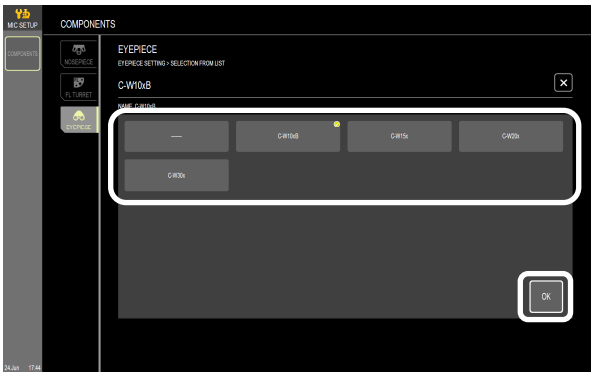 MIC SETUP
COMPONENTS
COMPONENTS
NOSEPIECE
FL TURRET
EYEPIECE
EYEPIECE
EYEPIECE SETTING > SELECTION FROM LIST
C-W10xB
NAME: C-W10xB
C-W10xB
C-W15x
C-W20x
C-W30x
OK
24.Jun 17:44